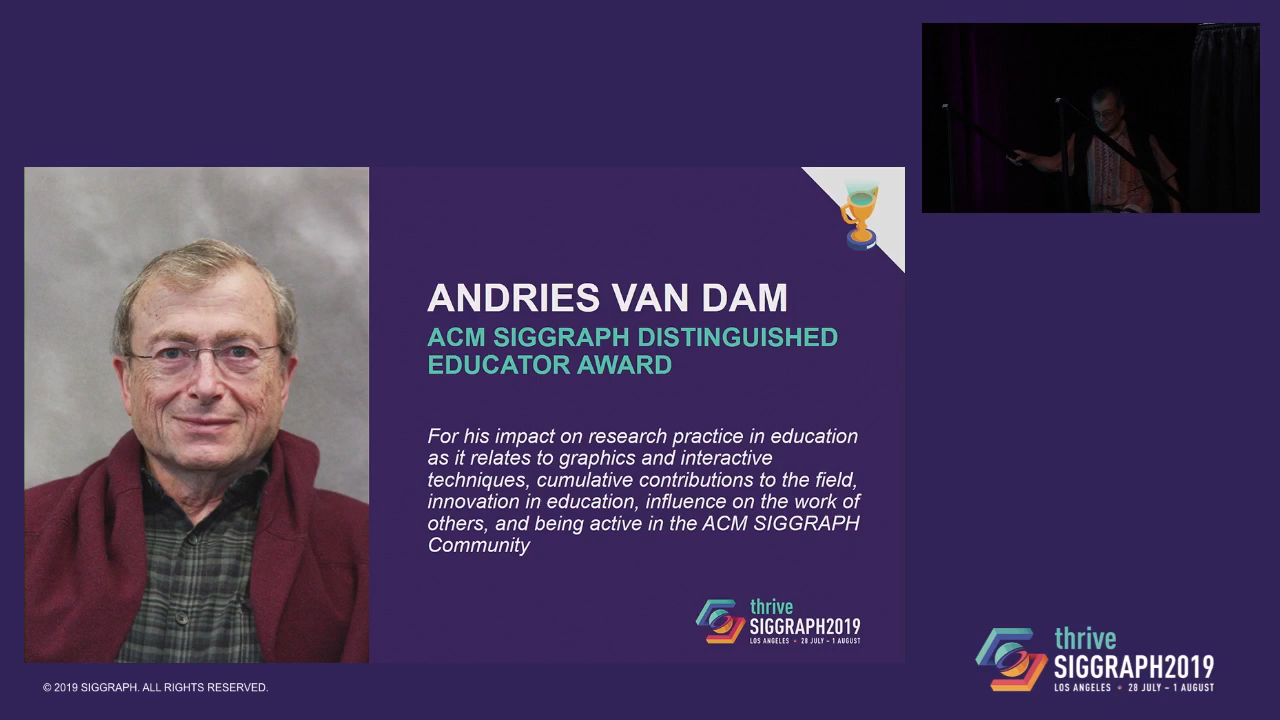 ANDRIES VAN DAM
ACM SIGGRAPH DISTINGUISHED
EDUCATOR AWARD
For his impact on research practice in education
as it relates to graphics and interactive
techniques, cumulative contributions to the field,
innovation in education, influence on the work of
others, and being active in the ACM SIGGRAPH
Community
thrive
SIGGRAPH2019
LOS ANGELES • 28 JULY - 1 AUGUST
© 2019 SIGGRAPH. ALL RIGHTS RESERVED.
thrive
SIGGRAPH2019
LOS ANGELES • 28 JULY – 1 AUGUST